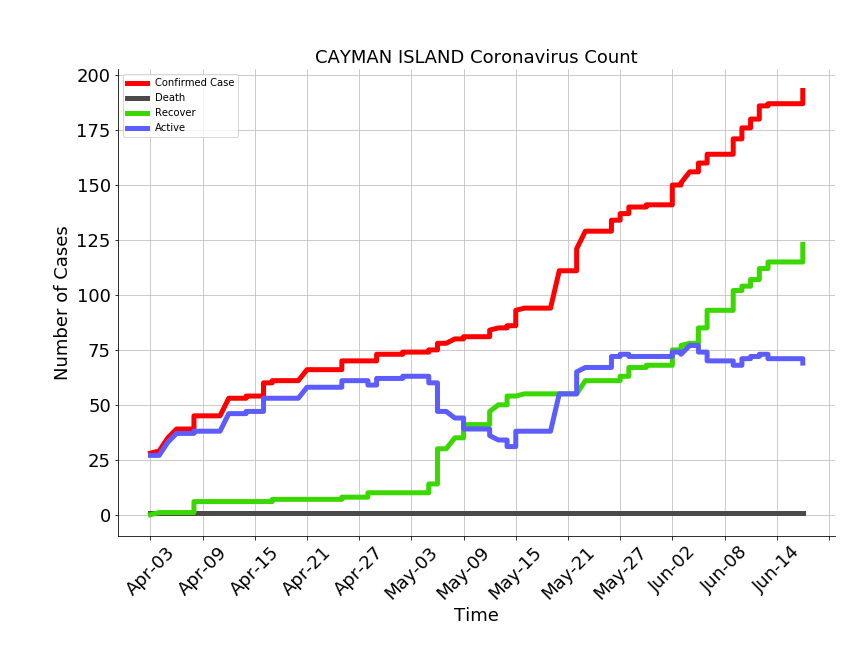 CAYMAN ISLAND Coronavirus Count
Confirmed Case
Death
Recover
Active
Number of Cases
200
175
150
125
100
75
50
25
0
Apr-03
Apr-09
Apr-15
Apr-21
Apr-27
May-03
May-09
May-15
May-21
May-27
Jun-02
Jun-08
Jun-14
Time